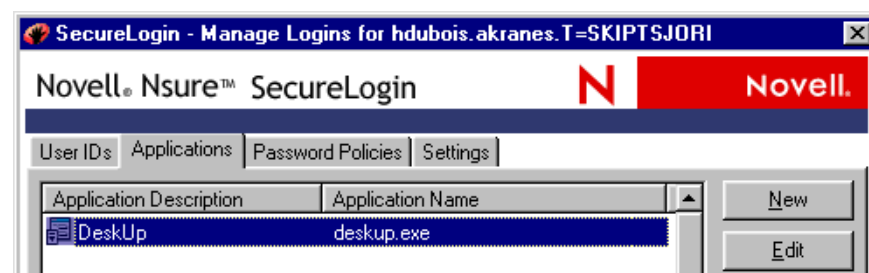 SecureLogin - Manage Logins for hdubois.akranes.T=SKIPTSJORI
Novell® Nsure™ SecureLogin N Novell.
User IDs Applications Password Policies Settings
Application Description Application Name New
DeskUp deskup.exe
Edit